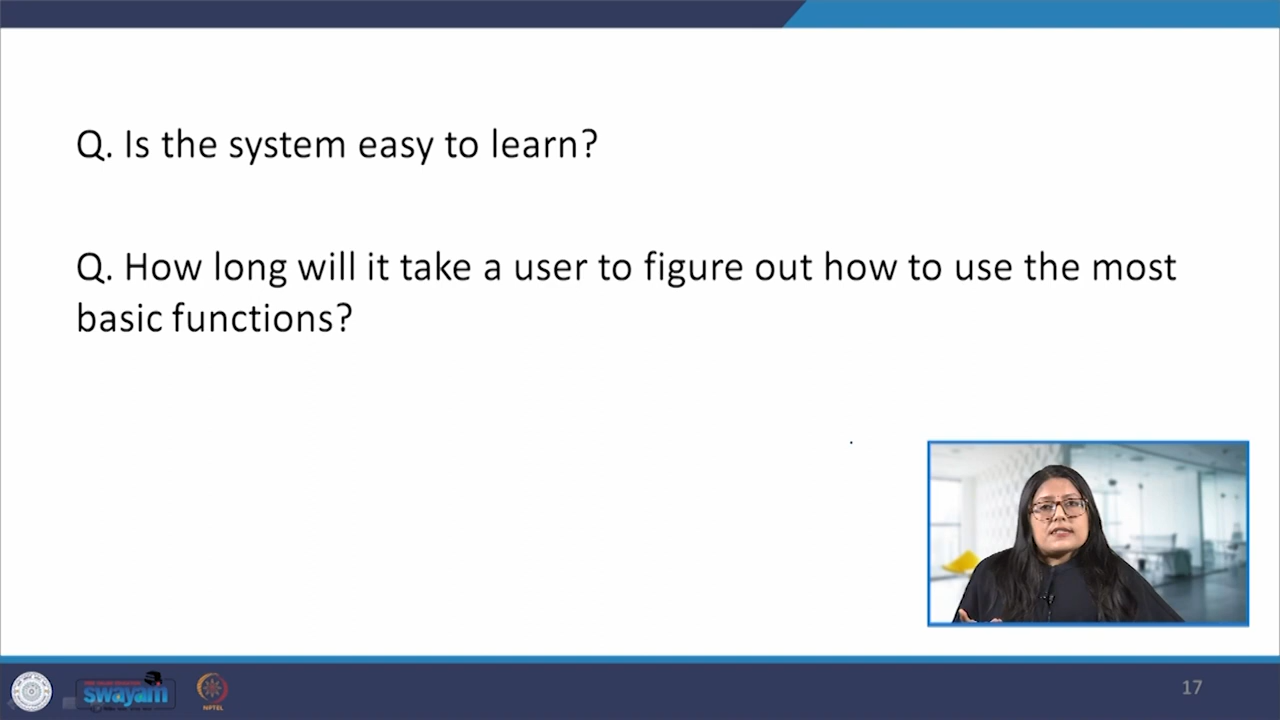 Q. Is the system easy to learn?
Q. How long will it take a user to figure out how to use the most
basic functions?
swayam
NPTEL
17